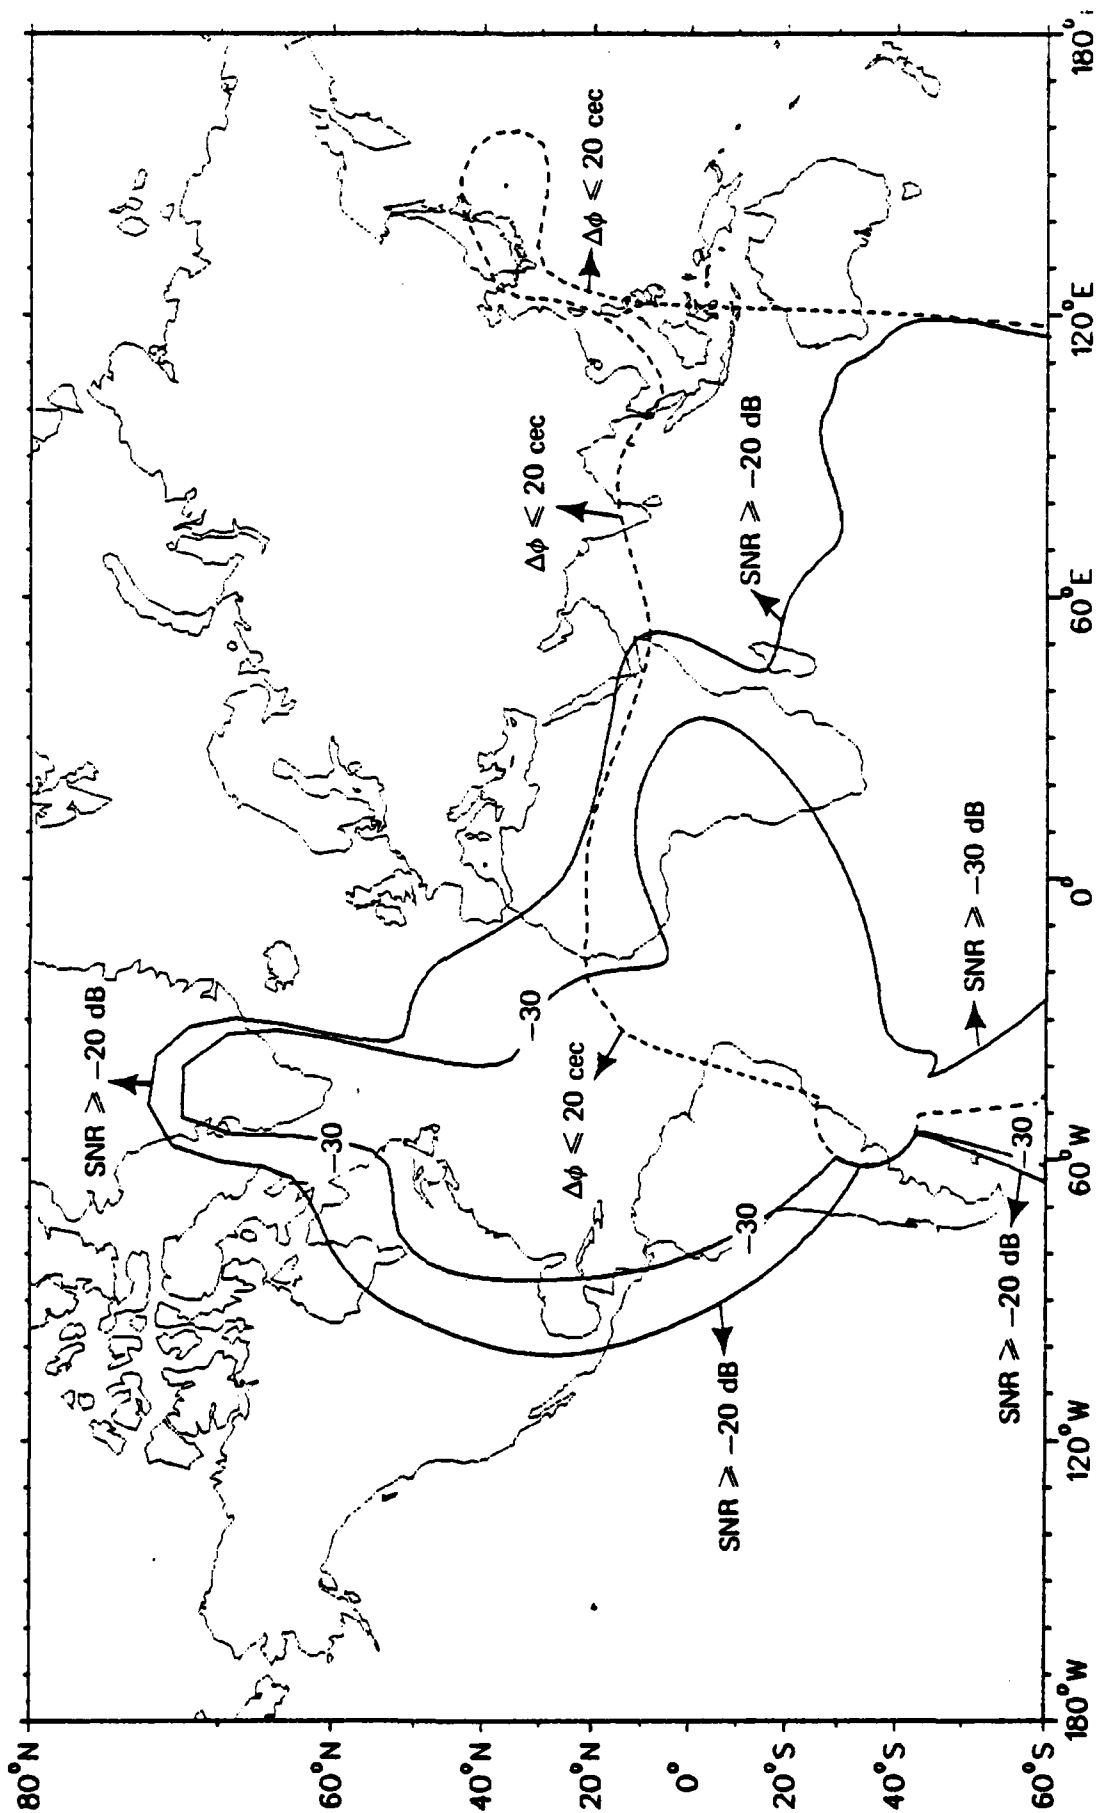 80°N
60°N
40°N
20°N
0°
20°S
40°S
60°S
180°W
120°W
60°W
0°
60°E
120°E
180°
SNR ⩾ −20 dB
SNR ⩾ −20 dB
SNR ⩾ −20 dB
SNR ⩾ −20 dB
SNR ⩾ −30 dB
Δϕ ⩽ 20 cec
Δϕ ⩽ 20 cec
Δϕ ⩽ 20 cec
−30
−30
−30
−30